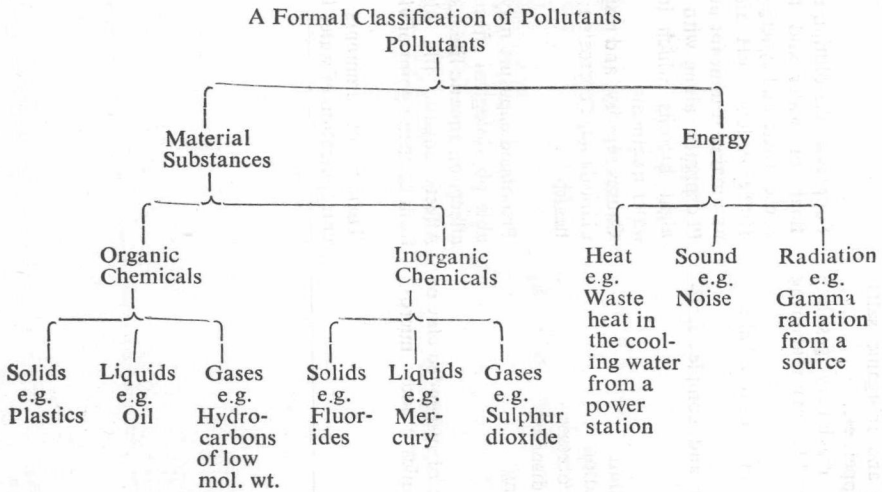 A Formal Classification of Pollutants
Pollutants
Material
Substances
Energy
Organic
Chemicals
Inorganic
Chemicals
Heat
e.g.
Waste
heat in
the cool-
ing water
from a
power
station
Sound
e.g.
Noise
Radiation
e.g.
Gamma
radiation
from a
source
Solids
e.g.
Plastics
Liquids
e.g.
Oil
Gases
e.g.
Hydro-
carbons
of low
mol. wt.
Solids
e.g.
Fluor-
ides
Liquids
e.g.
Mer-
cury
Gases
e.g.
Sulphur
dioxide